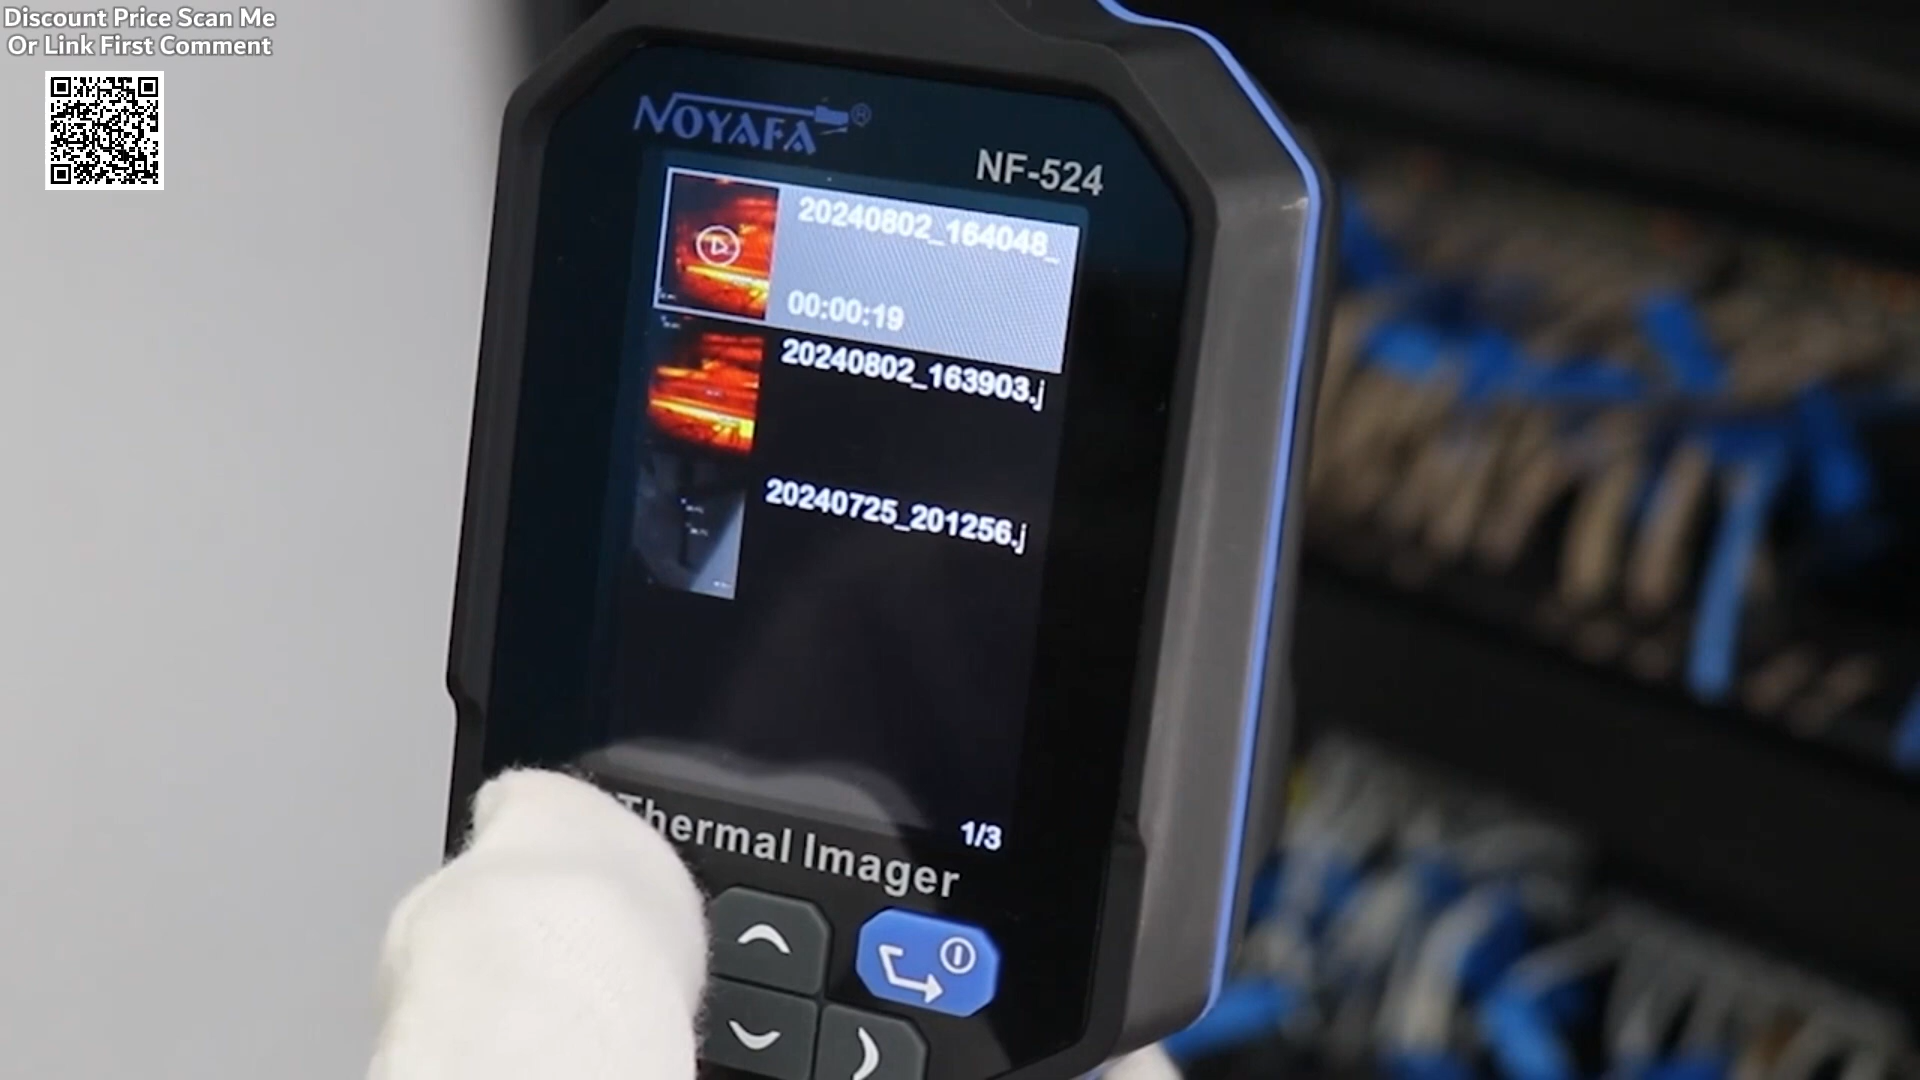 Discount Price Scan Me
Or Link First Comment
NOYAFA®
NF-524
20240802_164048_
00:00:19
20240802_163903.j
20240725_201256.j
1/3
Thermal Imager